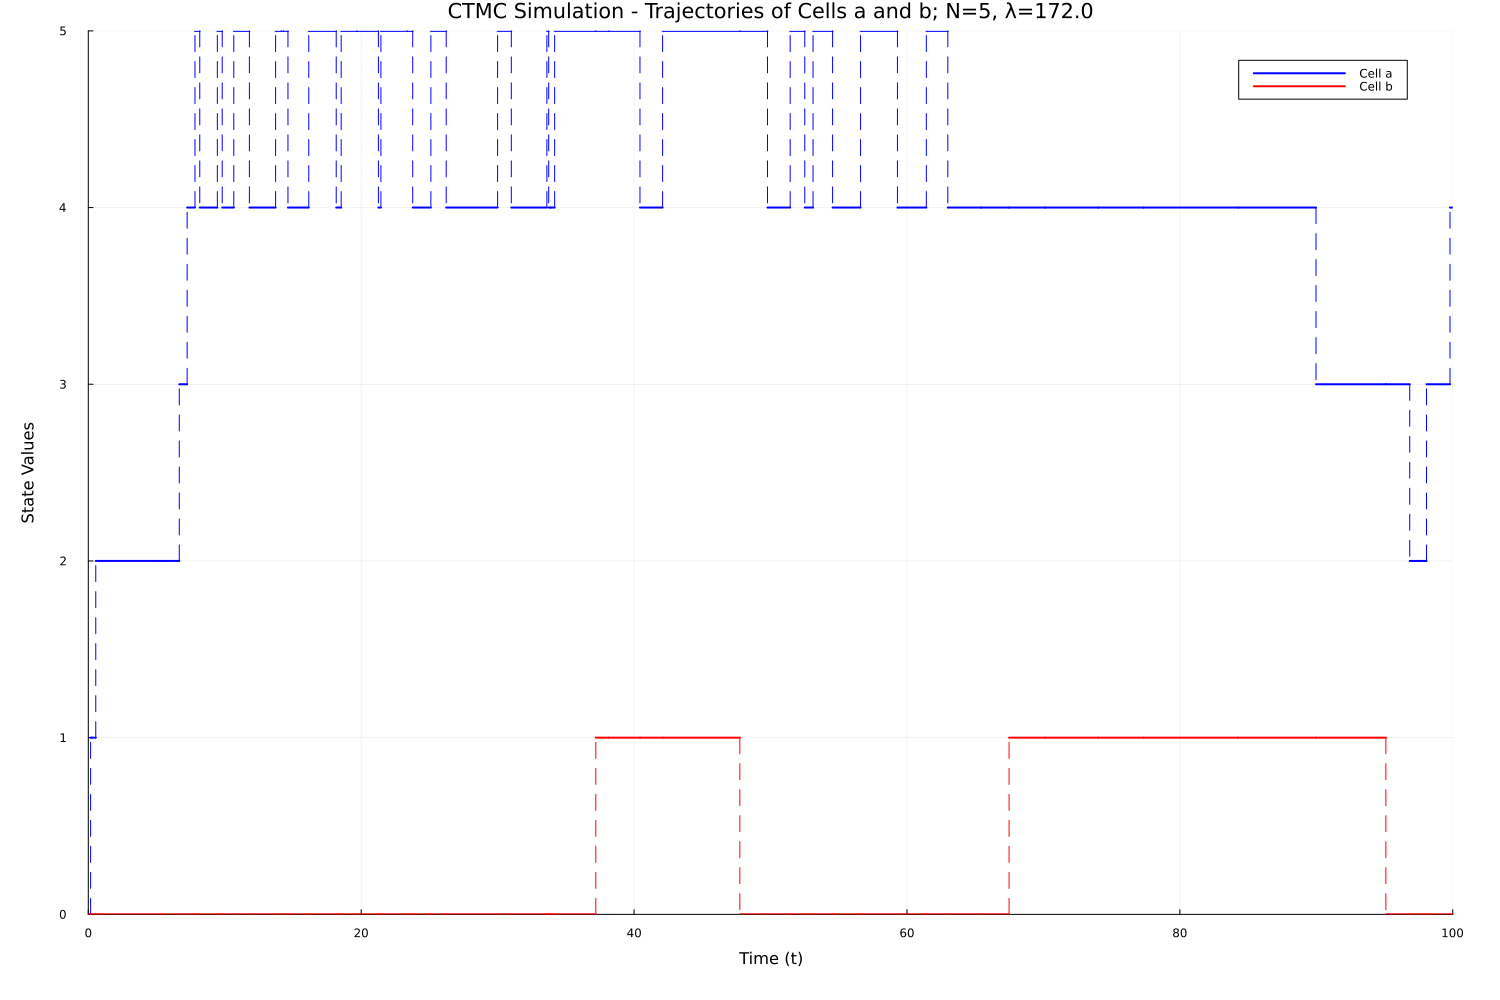 CTMC Simulation - Trajectories of Cells a and b; N=5, λ=172.0
5
4
3
2
1
0
State Values
Cell a
Cell b
0 20 40 60 80 100
Time (t)